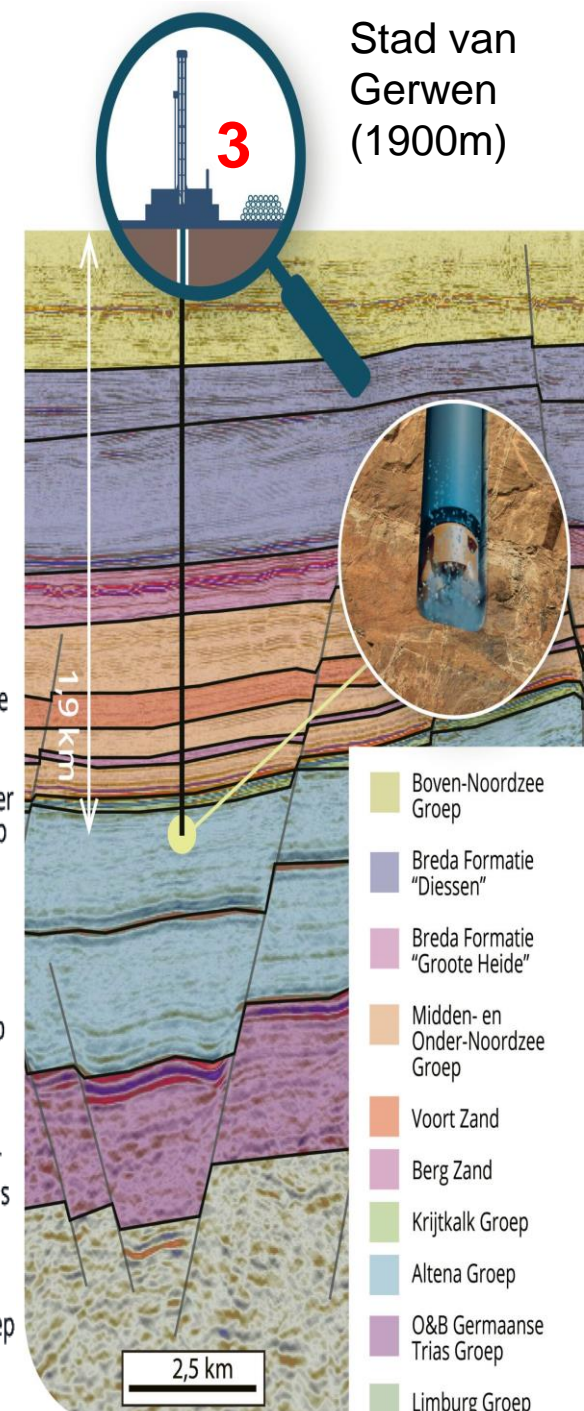 Stad van
Gerwen
(1900m)
3
1,9 km
Boven-Noordzee
Groep
Breda Formatie
“Diessen”
Breda Formatie
“Groote Heide”
Midden- en
Onder-Noordzee
Groep
Voort Zand
Berg Zand
Krijtkalk Groep
Altena Groep
O&B Germaanse
Trias Groep
Limburg Groep
2,5 km